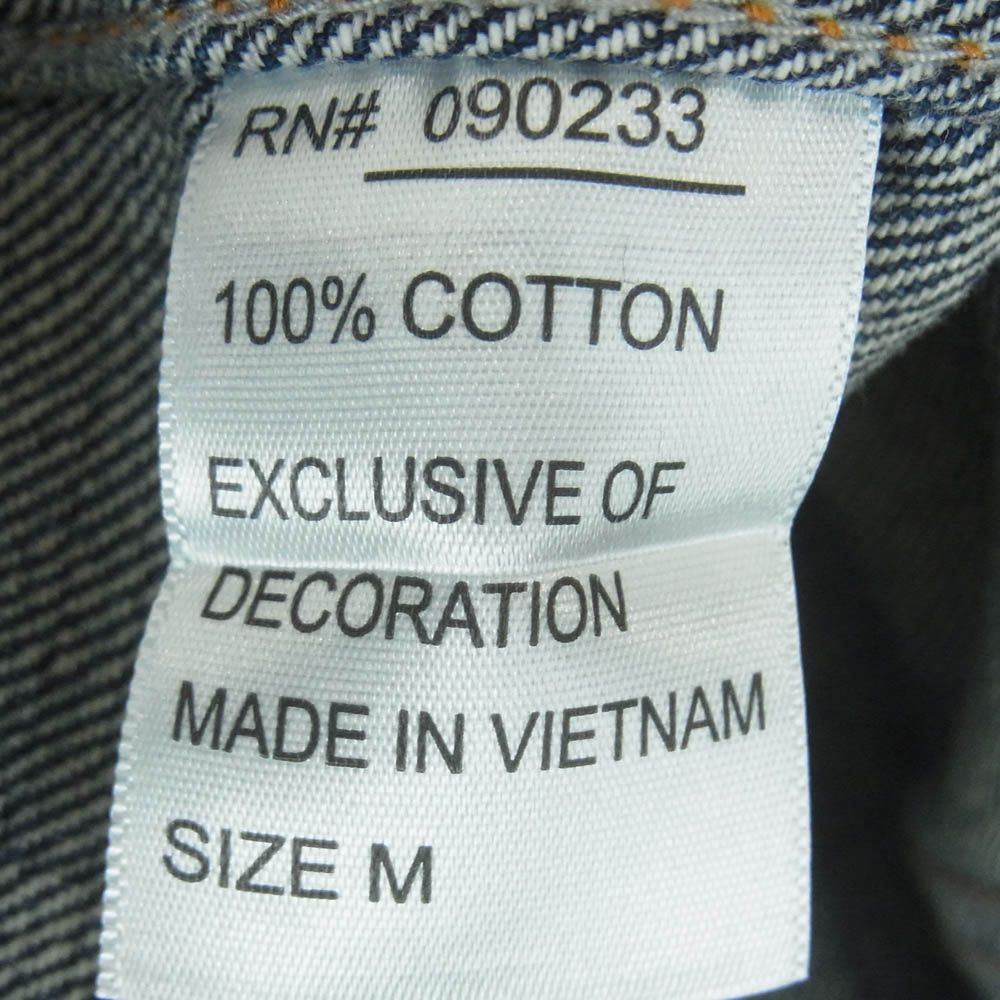 RN# 090233
100% COTTON
EXCLUSIVE OF
DECORATION
MADE IN VIETNAM
SIZE M